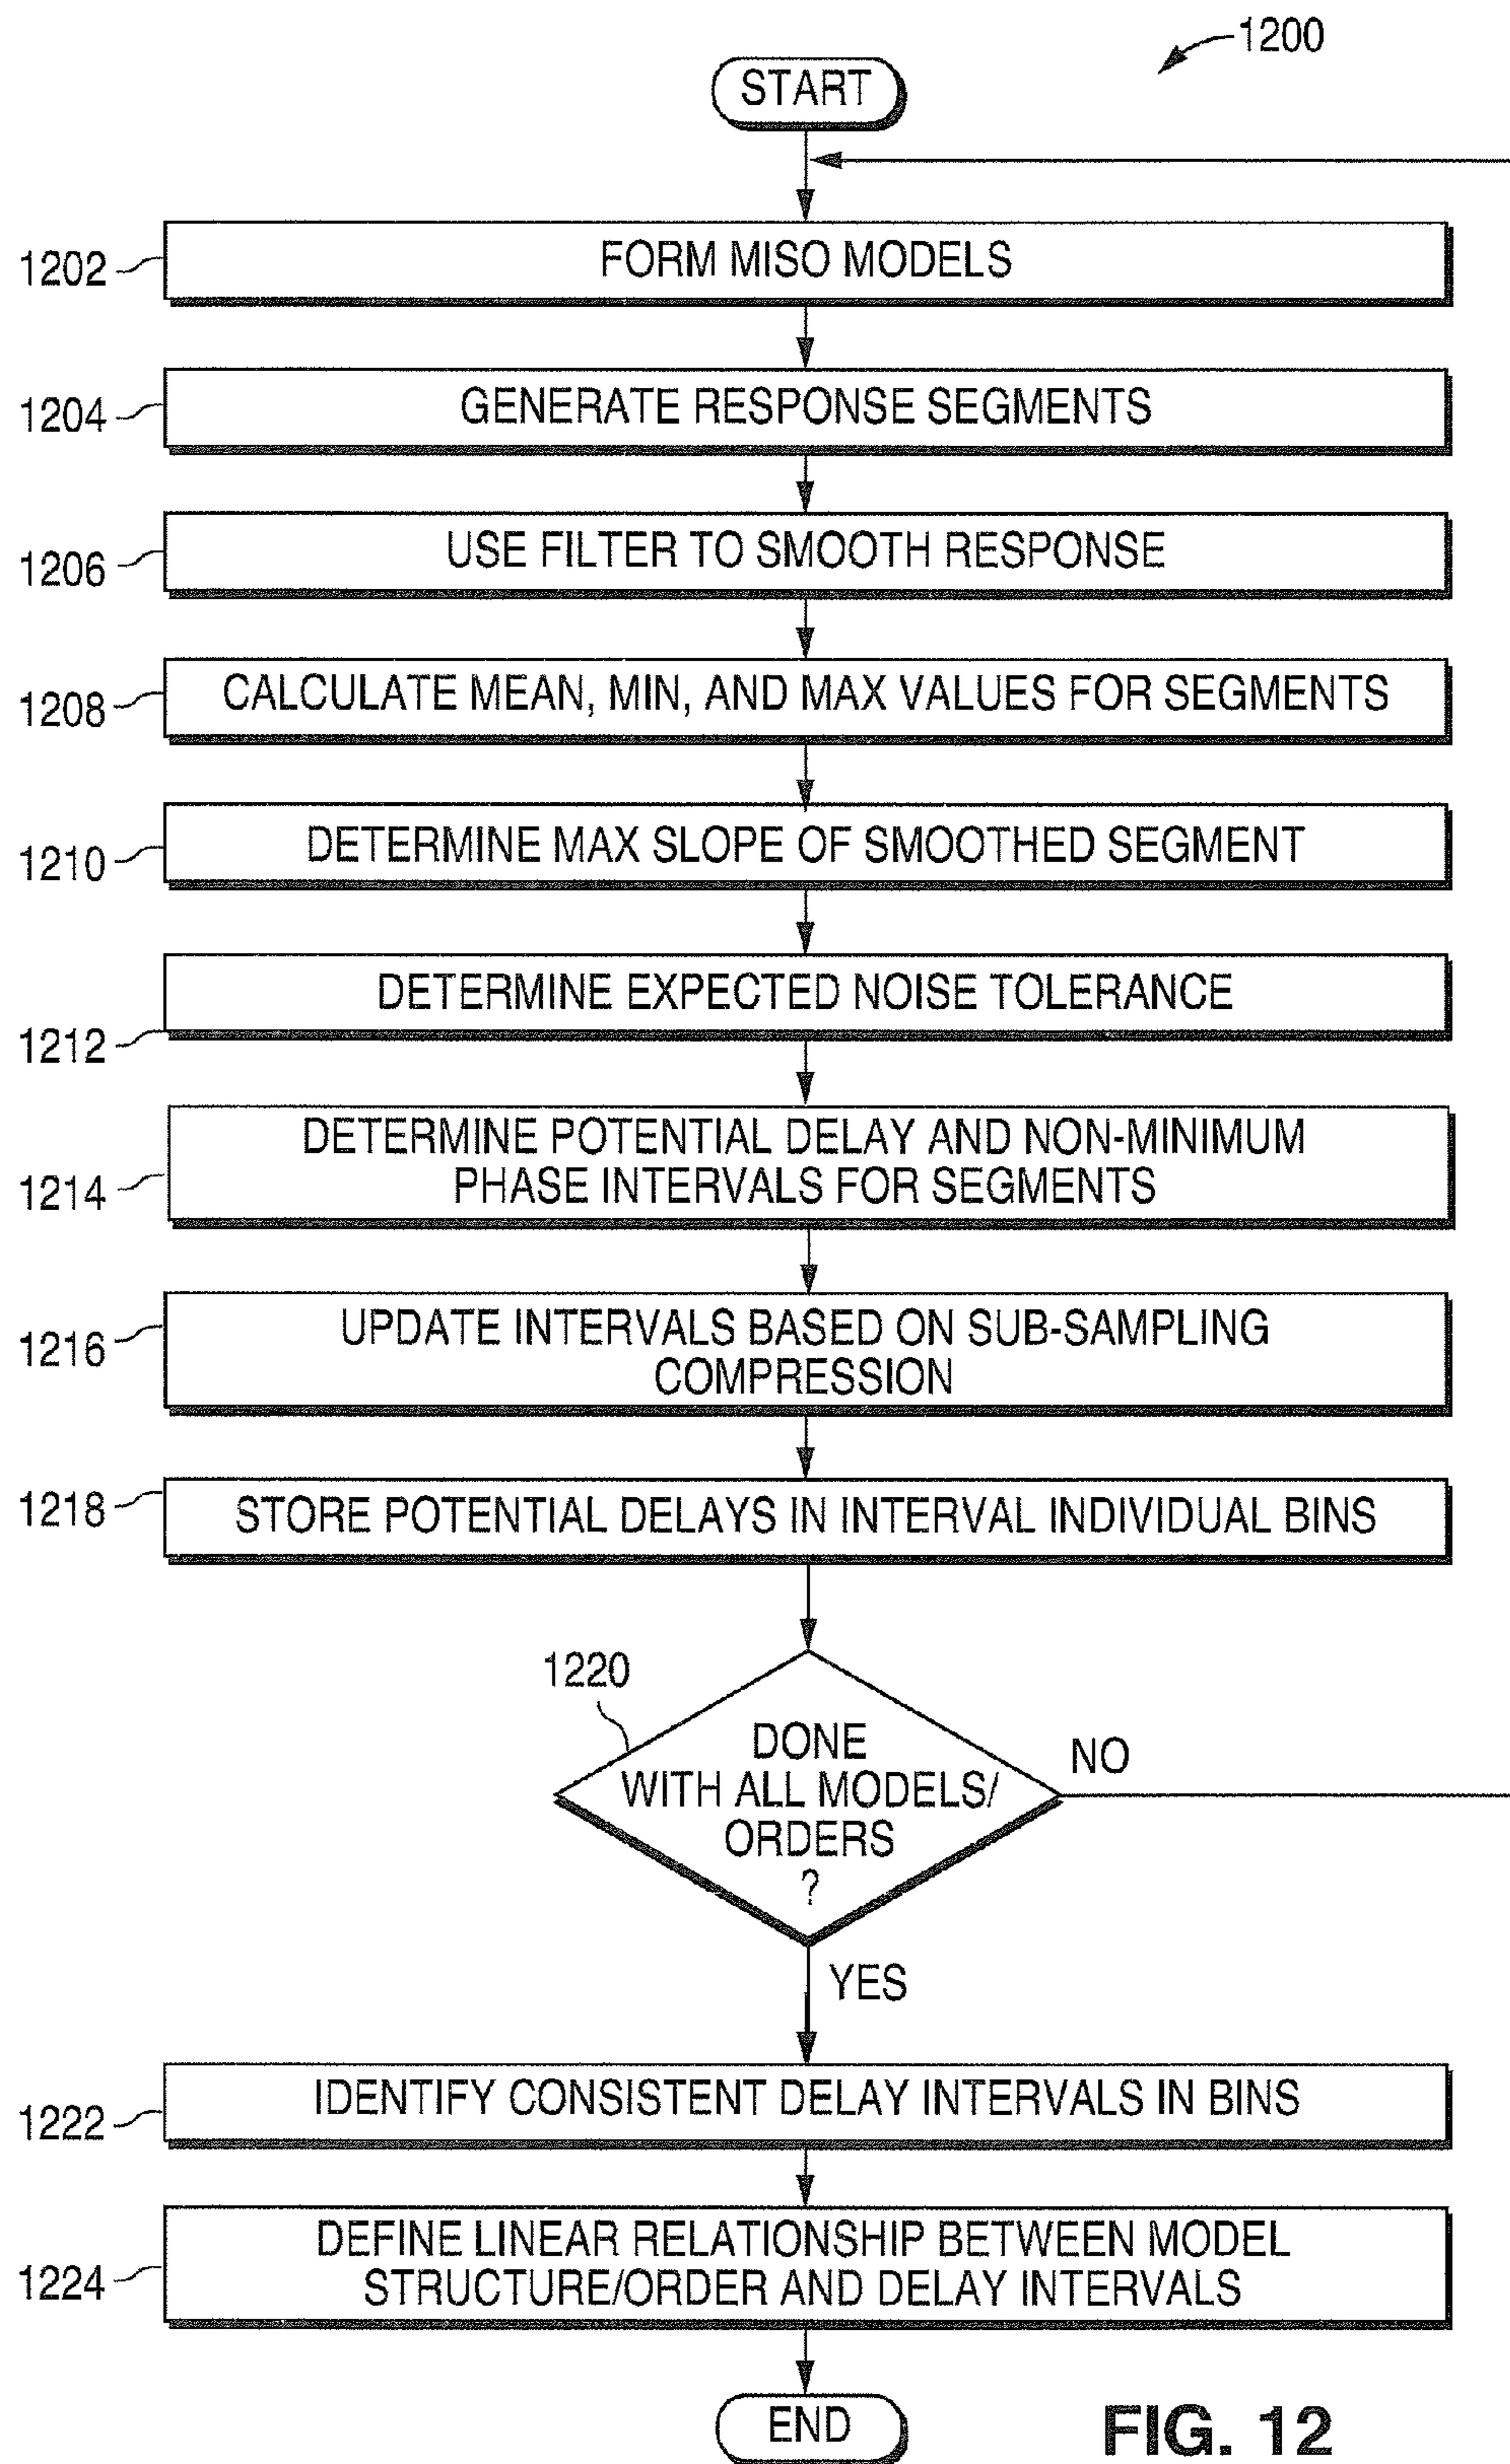 1200
START
1202
FORM MISO MODELS
1204
GENERATE RESPONSE SEGMENTS
1206
USE FILTER TO SMOOTH RESPONSE
1208
CALCULATE MEAN, MIN, AND MAX VALUES FOR SEGMENTS
1210
DETERMINE MAX SLOPE OF SMOOTHED SEGMENT
1212
DETERMINE EXPECTED NOISE TOLERANCE
1214
DETERMINE POTENTIAL DELAY AND NON-MINIMUM
PHASE INTERVALS FOR SEGMENTS
1216
UPDATE INTERVALS BASED ON SUB-SAMPLING
COMPRESSION
1218
STORE POTENTIAL DELAYS IN INTERVAL INDIVIDUAL BINS
1220
DONE
WITH ALL MODELS/
ORDERS
?
NO
YES
1222
IDENTIFY CONSISTENT DELAY INTERVALS IN BINS
1224
DEFINE LINEAR RELATIONSHIP BETWEEN MODEL
STRUCTURE/ORDER AND DELAY INTERVALS
END
FIG. 12